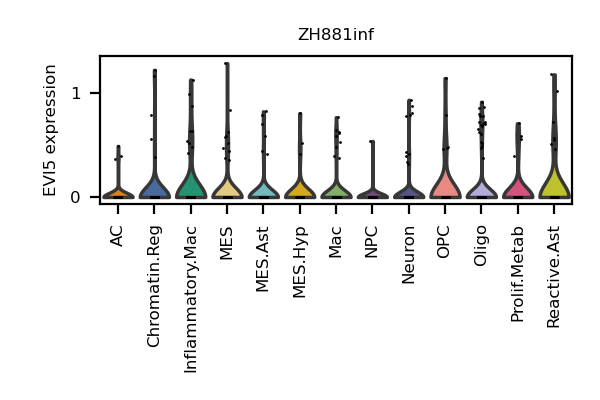 ZH881inf
EVI5 expression
1
0
AC
Chromatin.Reg
Inflammatory.Mac
MES
MES.Ast
MES.Hyp
Mac
NPC
Neuron
OPC
Oligo
Prolif.Metab
Reactive.Ast